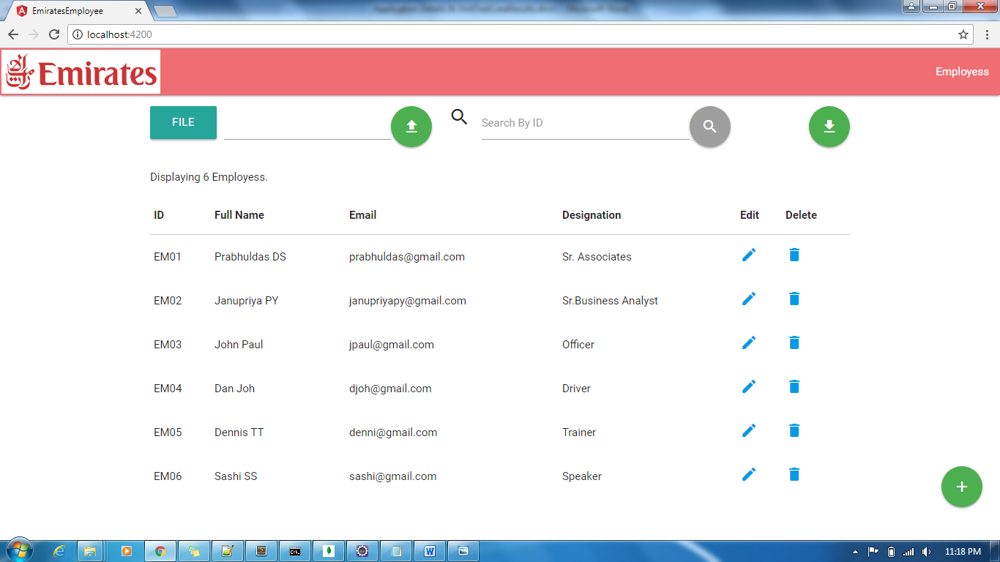 EmiratesEmployee
localhost:4200
Emirates
Employess
FILE
Search By ID
Displaying 6 Employess.
ID Full Name Email Designation Edit Delete
EM01 Prabhuldas DS prabhuldas@gmail.com Sr. Associates
EM02 Janupriya PY janupriyapy@gmail.com Sr.Business Analyst
EM03 John Paul jpaul@gmail.com Officer
EM04 Dan Joh djoh@gmail.com Driver
EM05 Dennis TT denni@gmail.com Trainer
EM06 Sashi SS sashi@gmail.com Speaker
11:18 PM